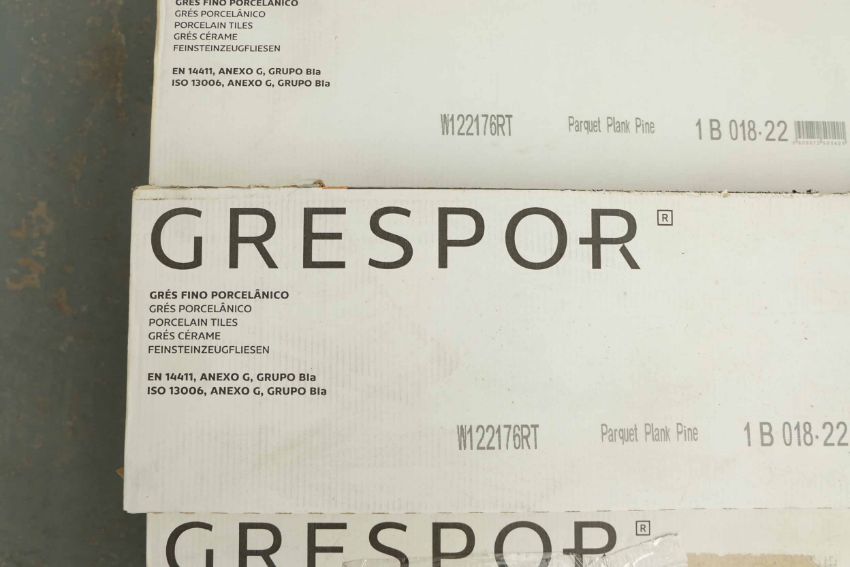 GRÉS FINO PORCELÂNICO
GRÉS PORCELÂNICO
PORCELAIN TILES
GRÉS CÉRAME
FEINSTEINZEUGFLIESEN
EN 14411, ANEXO G, GRUPO BIa
ISO 13006, ANEXO G, GRUPO BIa
W122176RT Parquet Plank Pine 1 B 018-22
GRESPOR R
GRÉS FINO PORCELÂNICO
GRÉS PORCELÂNICO
PORCELAIN TILES
GRÉS CÉRAME
FEINSTEINZEUGFLIESEN
EN 14411, ANEXO G, GRUPO BIa
ISO 13006, ANEXO G, GRUPO BIa
W122176RT Parquet Plank Pine 1 B 018-22
GRESPOR R